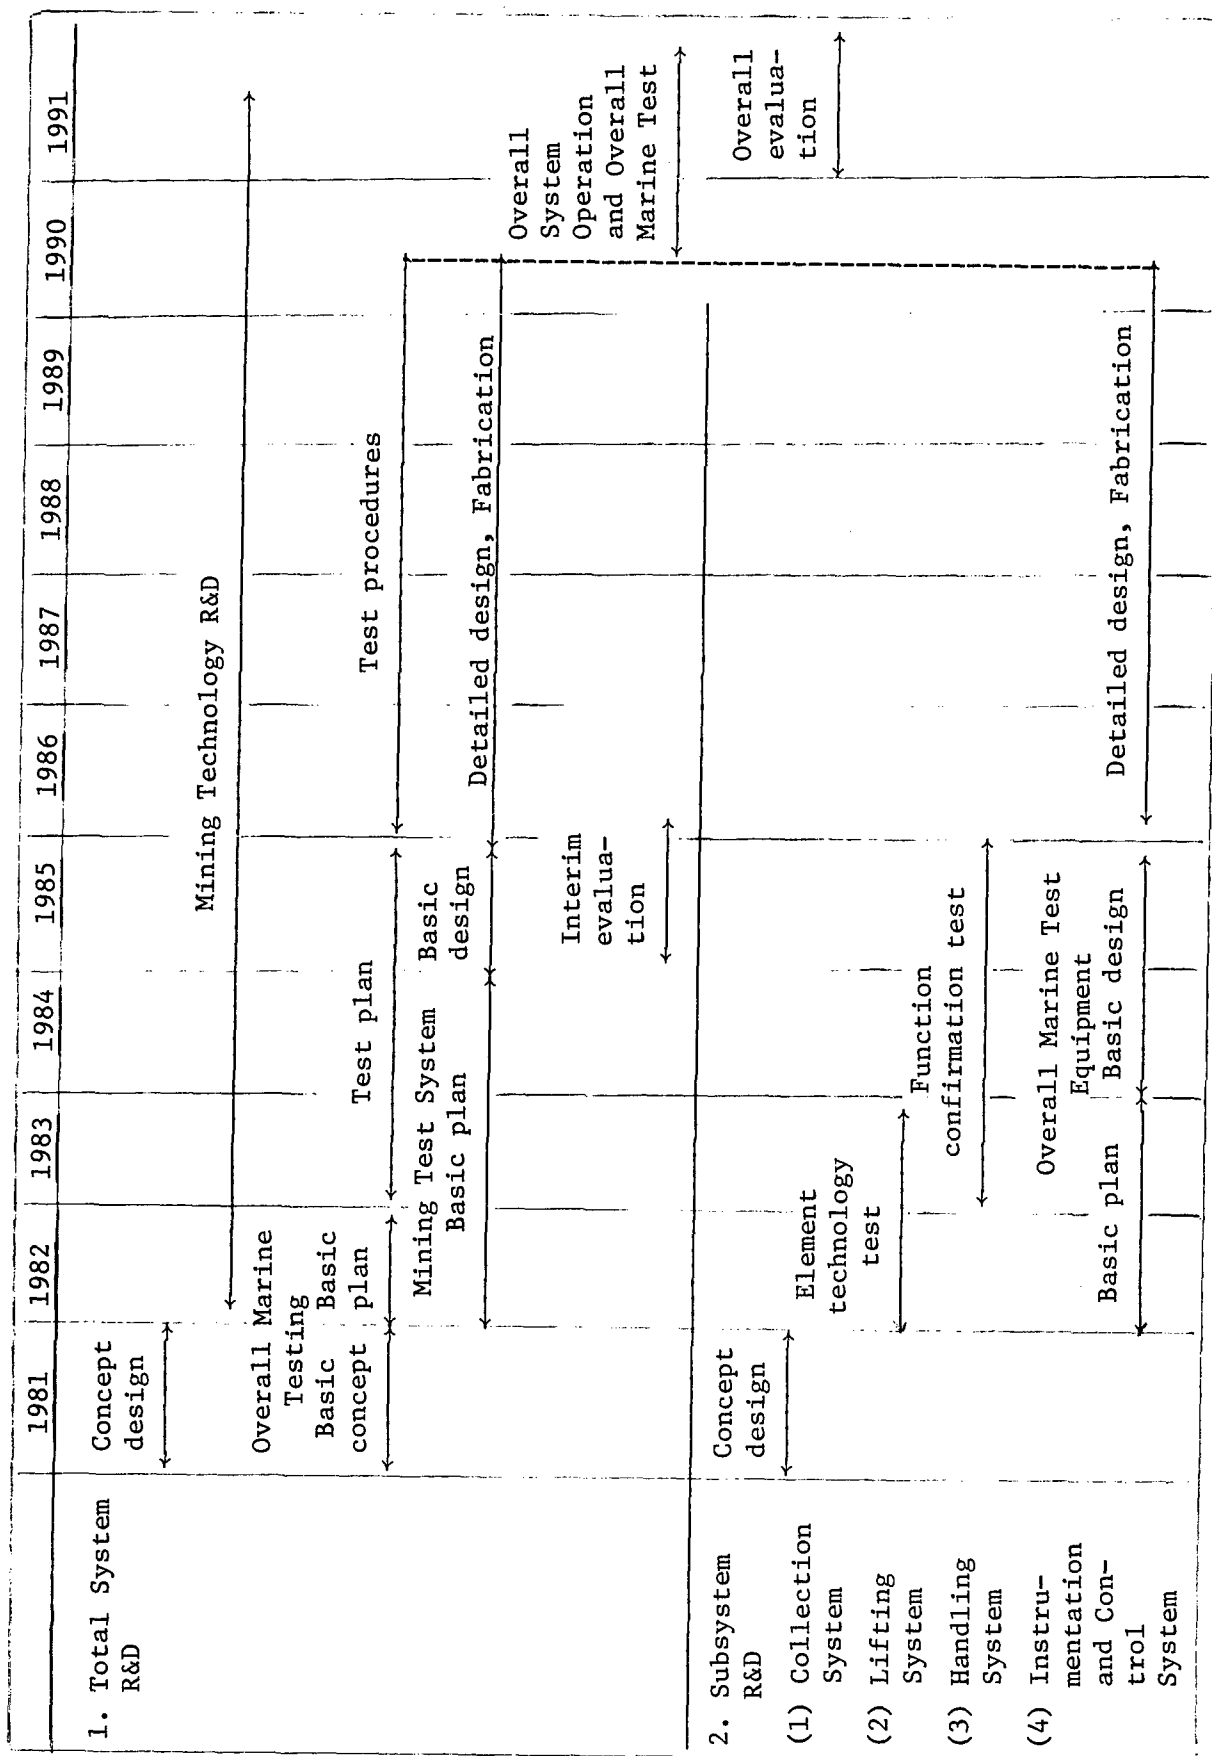 1981 1982 1983 1984 1985 1986 1987 1988 1989 1990 1991
1. Total System
R&D
Concept
design
Mining Technology R&D
Overall Marine
Testing
Basic Basic
concept plan
Test plan
Test procedures
Mining Test System
Basic plan
Basic
design
Detailed design, Fabrication
Overall
System
Operation
and Overall
Marine Test
Interim
evalua-
tion
Overall
evalua-
tion
2. Subsystem
R&D
Concept
design
(1) Collection
System
(2) Lifting
System
(3) Handling
System
(4) Instru-
mentation
and Con-
trol
System
Element
technology
test
Function
confirmation test
Overall Marine Test
Equipment
Basic plan Basic design
Detailed design, Fabrication